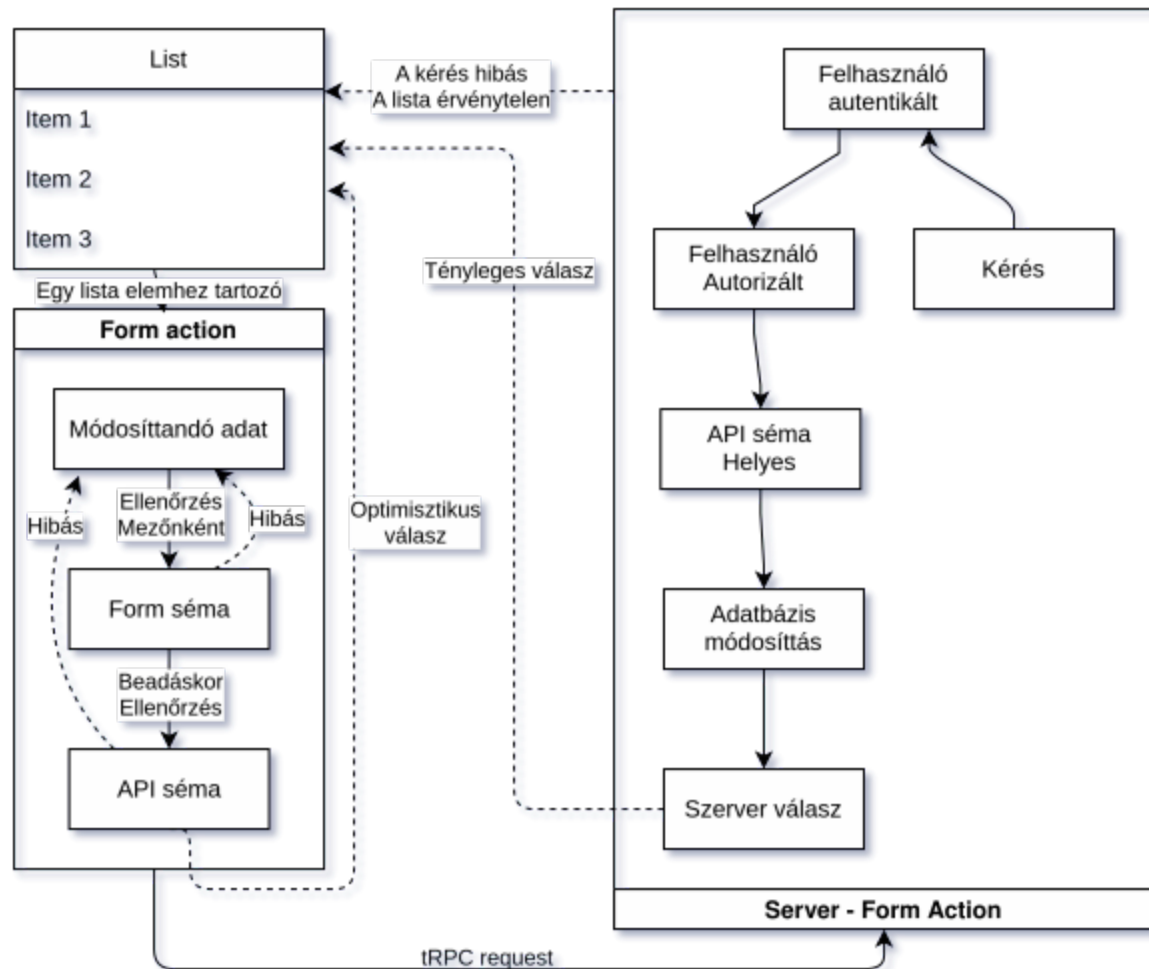 List
Item 1
Item 2
Item 3
Egy lista elemhez tartozó
Form action
Módosíttandó adat
Ellenőrzés
Mezőnként
Hibás
Hibás
Form séma
Beadáskor
Ellenőrzés
API séma
Optimisztikus
válasz
A kérés hibás
A lista érvénytelen
Tényleges válasz
tRPC request
Felhasználó
autentikált
Felhasználó
Autorizált
Kérés
API séma
Helyes
Adatbázis
módosíttás
Szerver válasz
Server - Form Action